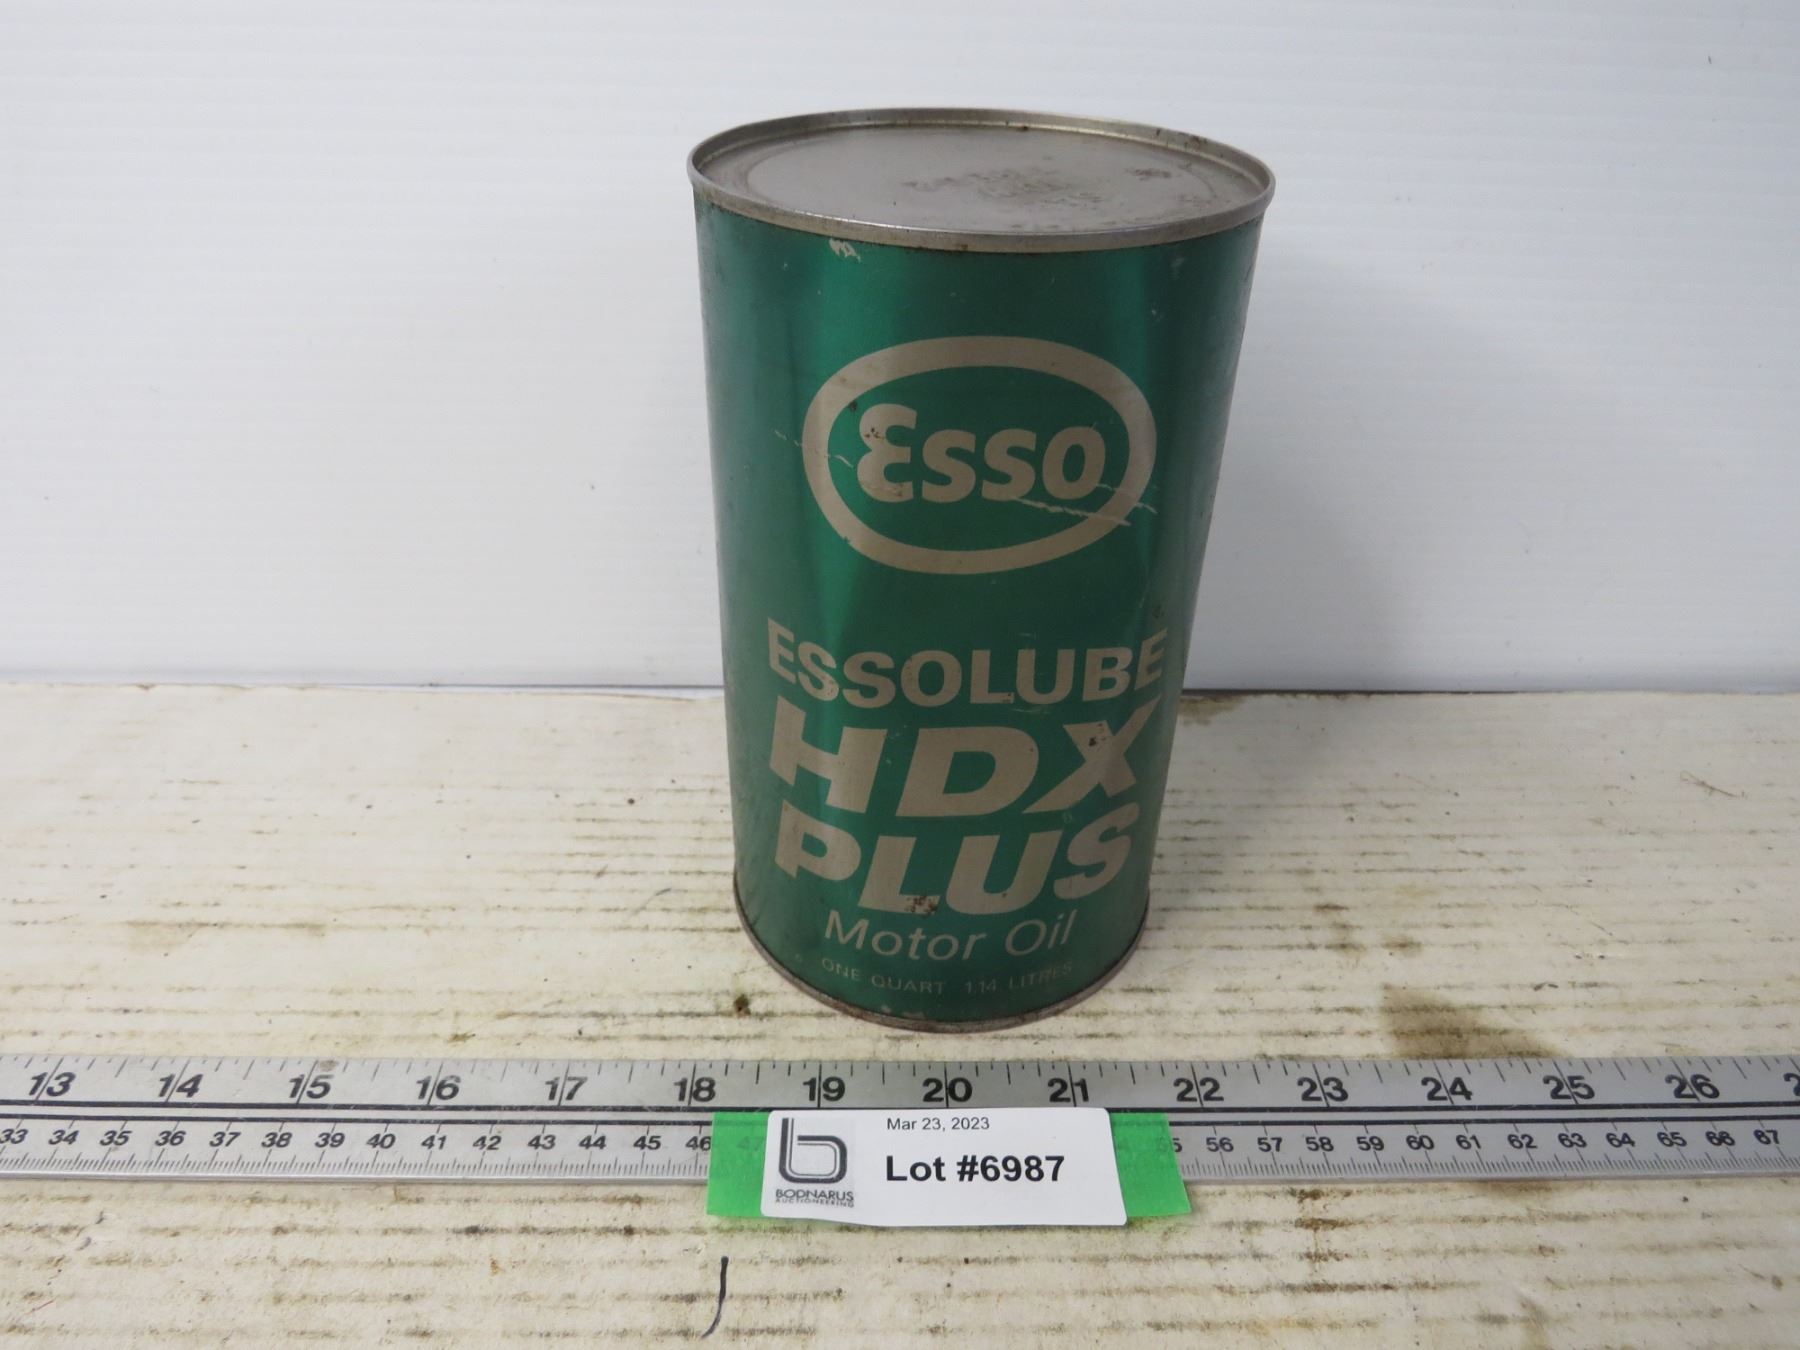 Esso
ESSOLUBE
HDX
PLUS
Motor Oil
ONE QUART 1.14 LITRES
13 14 15 16 17 18 19 20 21 22 23 24 25 26
33 34 35 36 37 38 39 40 41 42 43 44 45 46 47 56 57 58 59 60 61 62 63 64 65 66 67
Mar 23, 2023
Lot #6987
BODNARUS
AUCTIONEERING